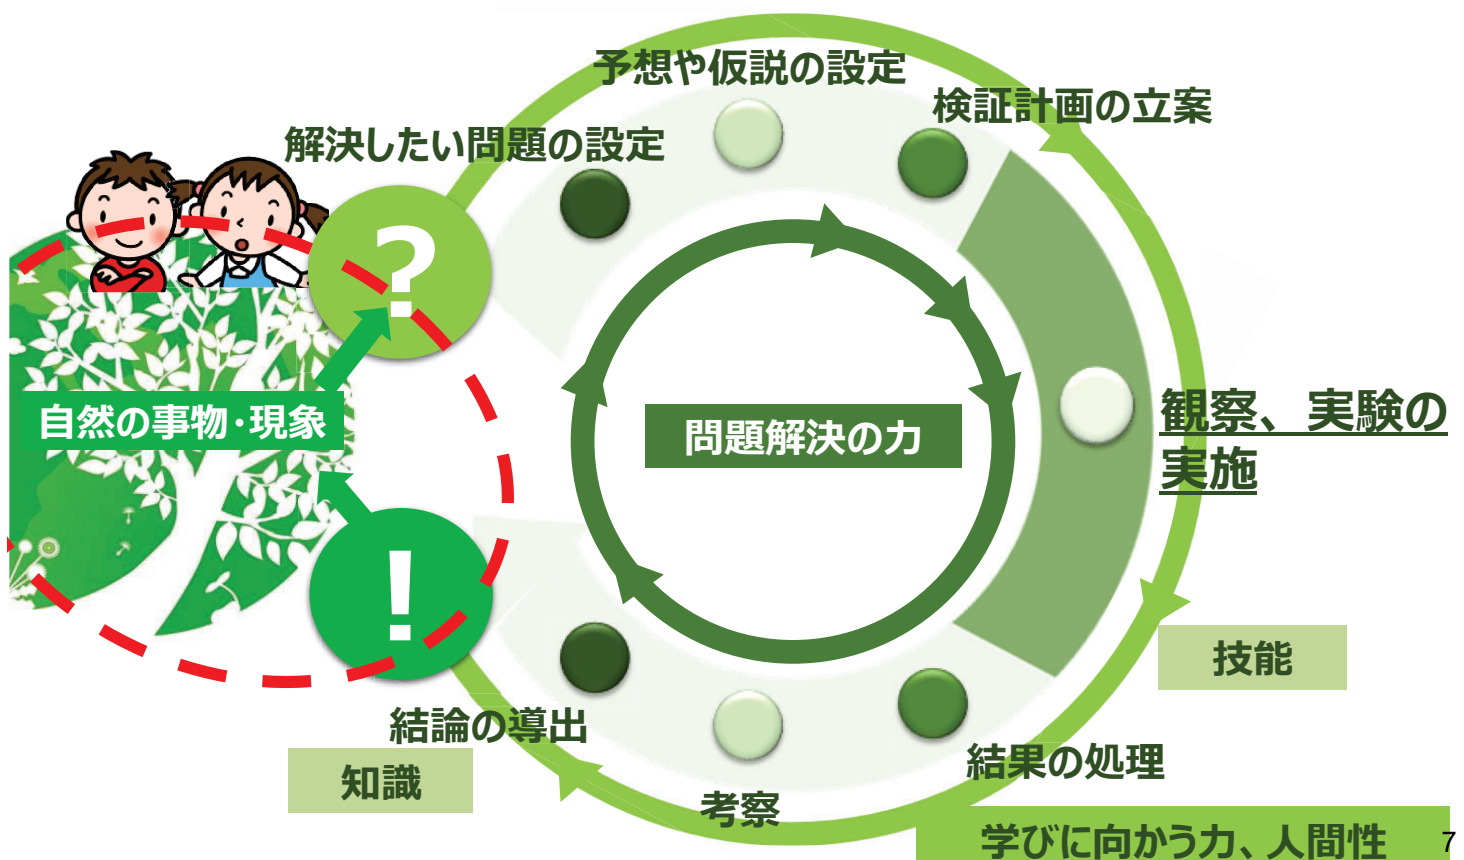 予想や仮説の設定
検証計画の立案
解決したい問題の設定
?
自然の事物・現象
問題解決の力
観察、実験の
実施
!
技能
結論の導出
知識
結果の処理
考察
学びに向かう力、人間性
7